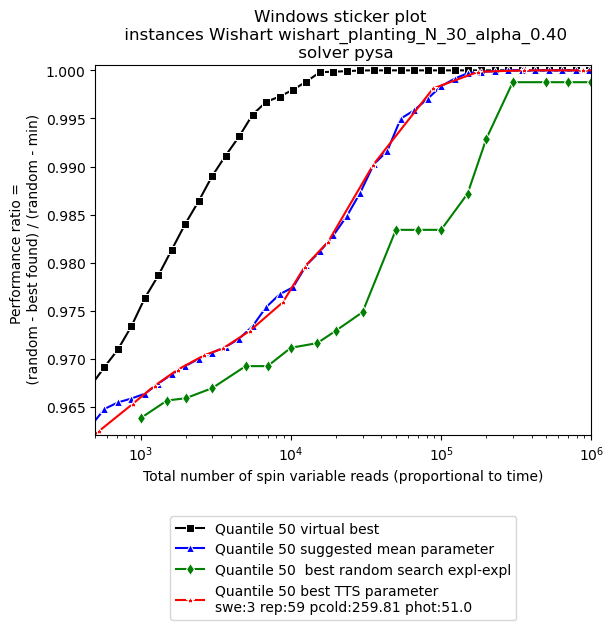 Windows sticker plot
instances Wishart wishart_planting_N_30_alpha_0.40
solver pysa
Performance ratio =
(random - best found) / (random - min)
1.000
0.995
0.990
0.985
0.980
0.975
0.970
0.965
10³ 10⁴ 10⁵ 10⁶
Total number of spin variable reads (proportional to time)
Quantile 50 virtual best
Quantile 50 suggested mean parameter
Quantile 50  best random search expl-expl
Quantile 50 best TTS parameter
swe:3 rep:59 pcold:259.81 phot:51.0